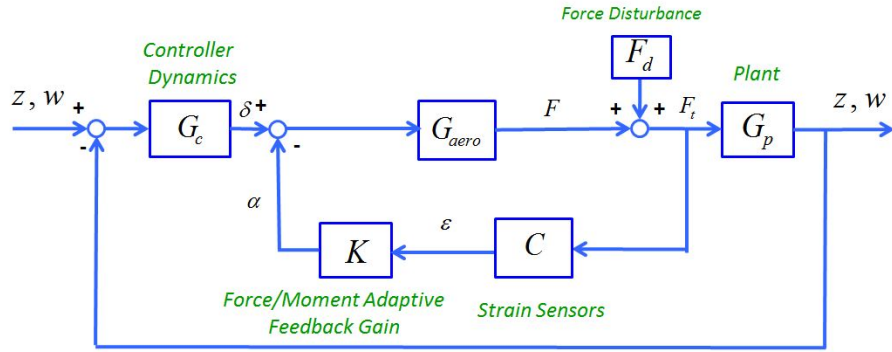 Force Disturbance
Controller
Dynamics
F_d
Plant
z , w
+
-
G_c
δ
+
-
G_aero
F
+
+
F_t
G_p
z , w
α
K
ε
C
Force/Moment Adaptive
Feedback Gain
Strain Sensors